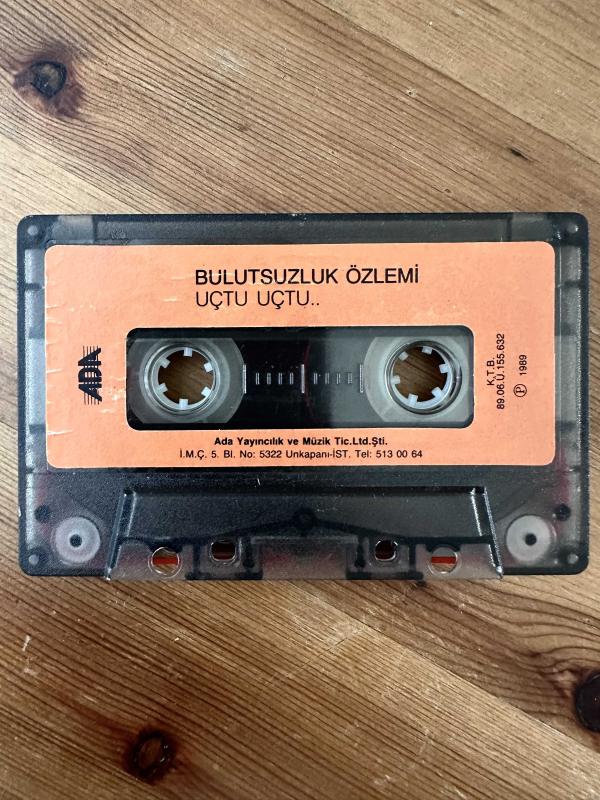 BULUTSUZLUK ÖZLEMİ
UÇTU UÇTU..
ADA
K.T.B.
89.06.Ü.155.632
℗ 1989
Ada Yayıncılık ve Müzik Tic.Ltd.Şti.
İ.M.Ç. 5. Bl. No: 5322 Unkapanı-İST. Tel: 513 00 64